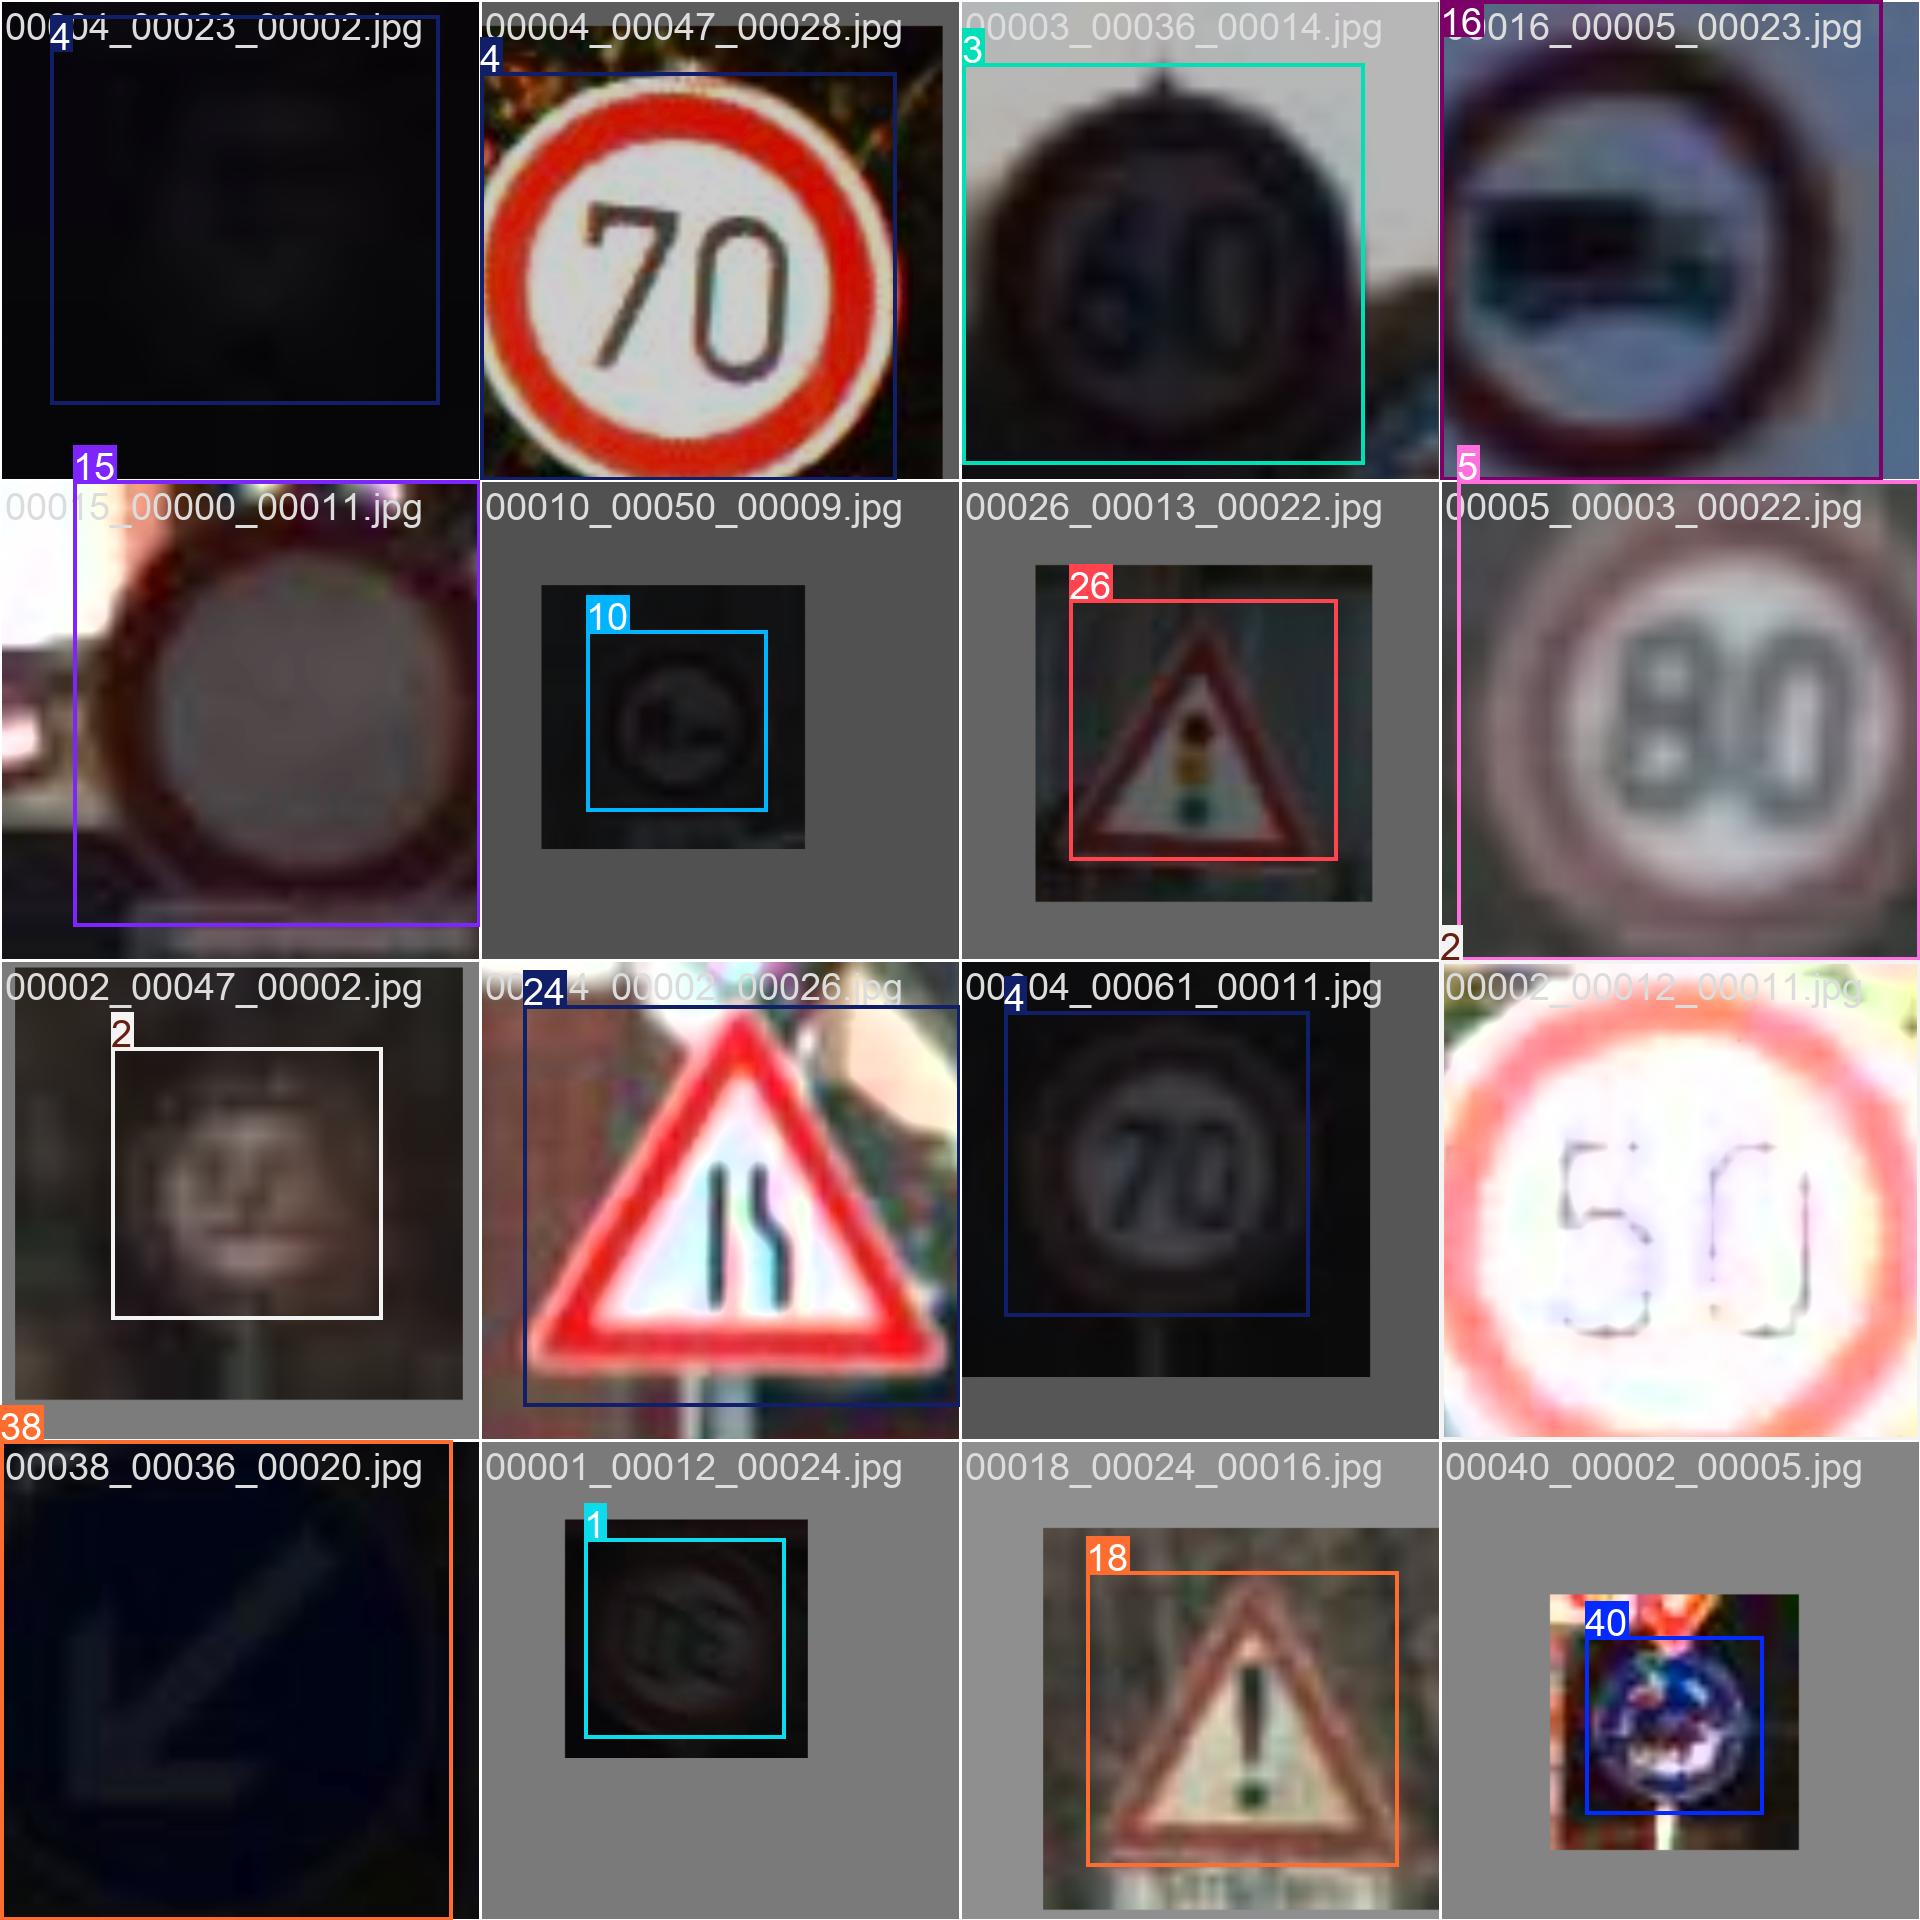 00004_00023_00002.jpg
4
00004_00047_00028.jpg
4
70
00003_00036_00014.jpg
3
60
00016_00005_00023.jpg
16
00015_00000_00011.jpg
15
00010_00050_00009.jpg
10
00026_00013_00022.jpg
26
00005_00003_00022.jpg
5
80
00002_00047_00002.jpg
2
00024_00002_00026.jpg
24
00004_00061_00011.jpg
4
70
00002_00012_00011.jpg
2
50
00038_00036_00020.jpg
38
00001_00012_00024.jpg
1
00018_00024_00016.jpg
18
!
00040_00002_00005.jpg
40